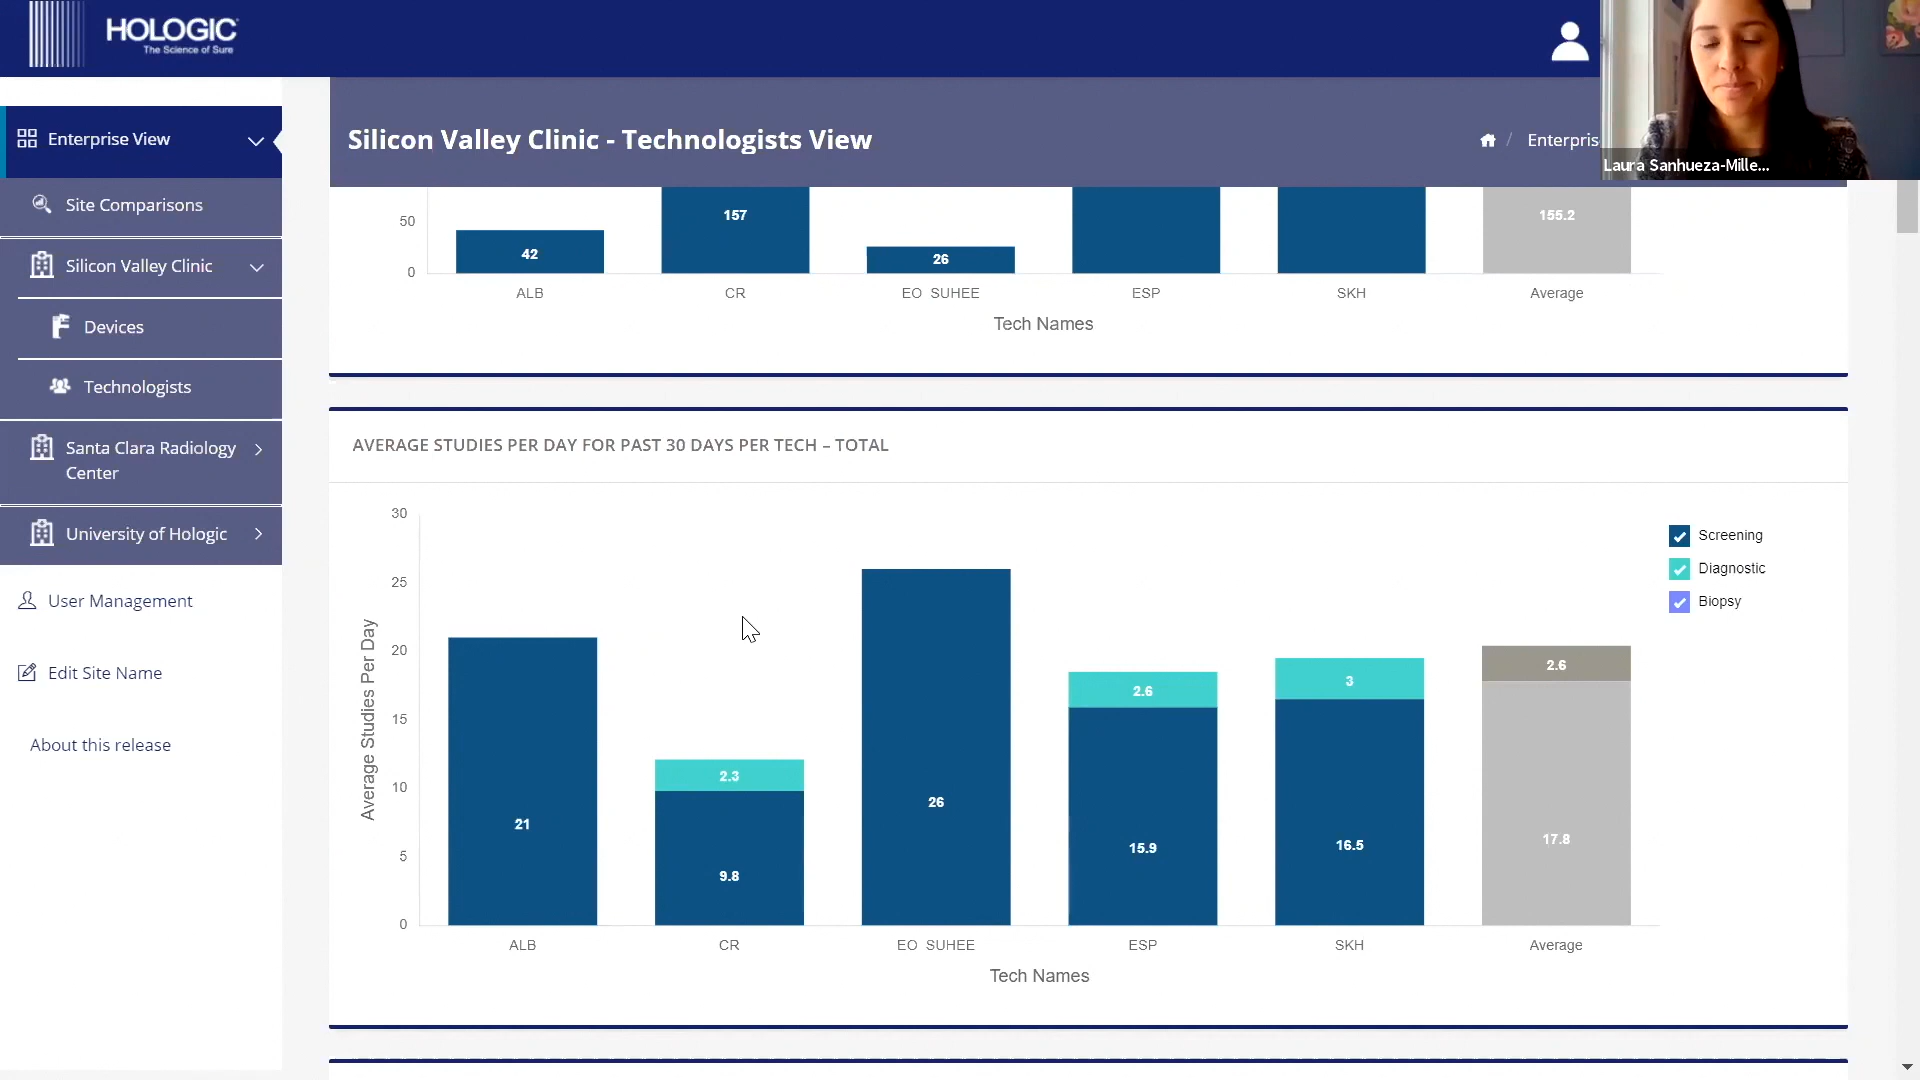 HOLOGIC
The Science of Sure
Laura Sanhueza-Mille...
Enterprise View
Site Comparisons
Silicon Valley Clinic
Devices
Technologists
Santa Clara Radiology
Center
University of Hologic
User Management
Edit Site Name
About this release
Silicon Valley Clinic - Technologists View
/ Enterpris
50
0
42
157
26
155.2
ALB
CR
EO SUHEE
ESP
SKH
Average
Tech Names
AVERAGE STUDIES PER DAY FOR PAST 30 DAYS PER TECH – TOTAL
Average Studies Per Day
30
25
20
15
10
5
0
21
2.3
9.8
26
2.6
15.9
3
16.5
2.6
17.8
ALB
CR
EO SUHEE
ESP
SKH
Average
Tech Names
Screening
Diagnostic
Biopsy